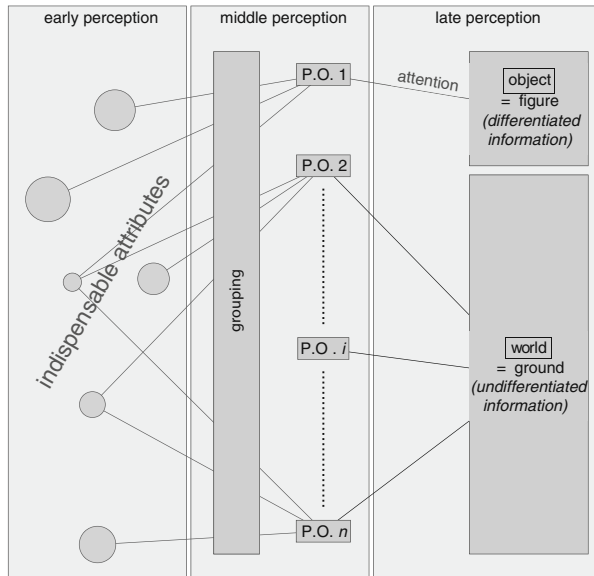 early perception
middle perception
late perception
P.O. 1
attention
object
= figure
(differentiated
information)
P.O. 2
indispensable attributes
grouping
P.O . i
world
= ground
(undifferentiated
information)
P.O. n